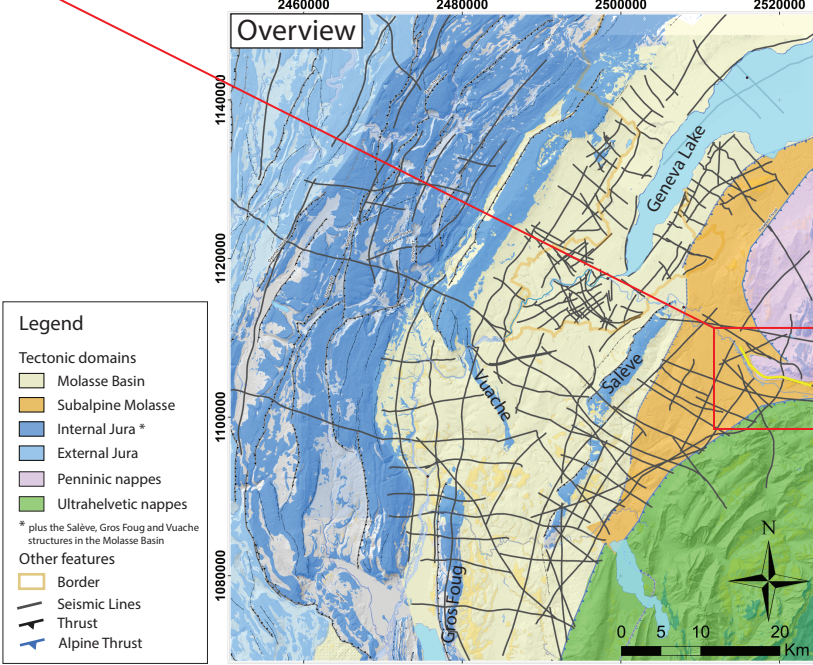 2460000 2480000 2500000 2520000
Overview
1140000
1120000
1100000
1080000
Geneva Lake
Salève
Vuache
Gros Foug
Legend
Tectonic domains
Molasse Basin
Subalpine Molasse
Internal Jura *
External Jura
Penninic nappes
Ultrahelvetic nappes
* plus the Salève, Gros Foug and Vuache
structures in the Molasse Basin
Other features
Border
Seismic Lines
Thrust
Alpine Thrust
N
0 5 10 20
Km